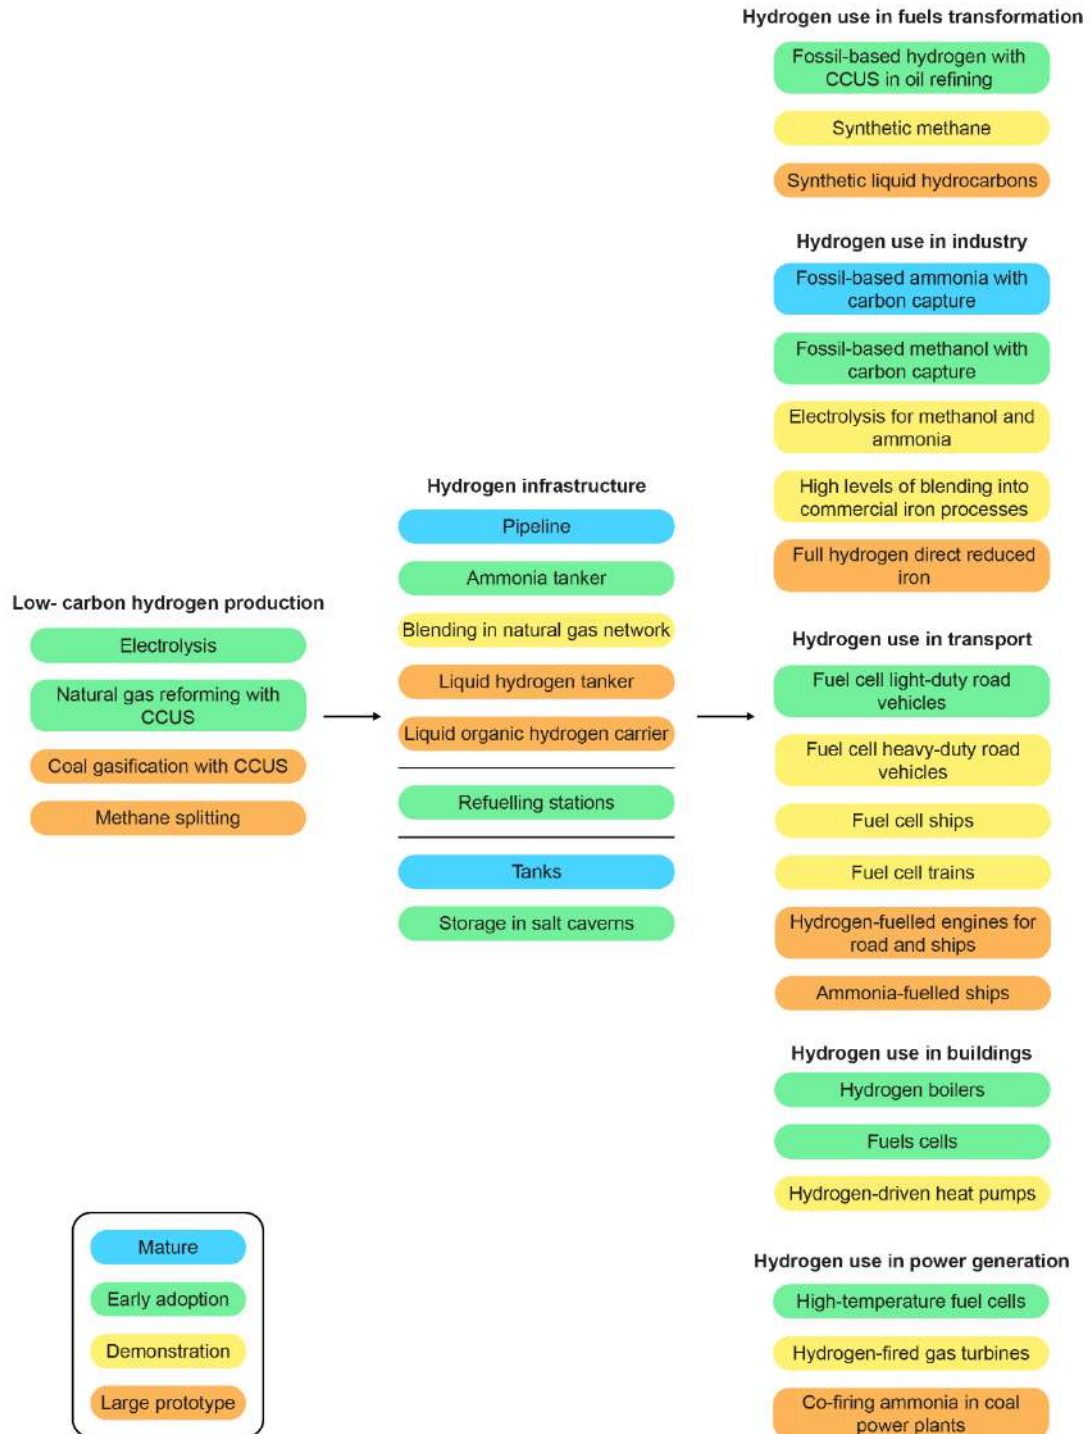 Hydrogen use in fuels transformation
Fossil-based hydrogen with
CCUS in oil refining
Synthetic methane
Synthetic liquid hydrocarbons
Hydrogen use in industry
Fossil-based ammonia with
carbon capture
Fossil-based methanol with
carbon capture
Electrolysis for methanol and
ammonia
High levels of blending into
commercial iron processes
Full hydrogen direct reduced
iron
Hydrogen infrastructure
Pipeline
Ammonia tanker
Blending in natural gas network
Liquid hydrogen tanker
Liquid organic hydrogen carrier
Refuelling stations
Tanks
Storage in salt caverns
Low- carbon hydrogen production
Electrolysis
Natural gas reforming with
CCUS
Coal gasification with CCUS
Methane splitting
Hydrogen use in transport
Fuel cell light-duty road
vehicles
Fuel cell heavy-duty road
vehicles
Fuel cell ships
Fuel cell trains
Hydrogen-fuelled engines for
road and ships
Ammonia-fuelled ships
Hydrogen use in buildings
Hydrogen boilers
Fuels cells
Hydrogen-driven heat pumps
Hydrogen use in power generation
High-temperature fuel cells
Hydrogen-fired gas turbines
Co-firing ammonia in coal
power plants
Mature
Early adoption
Demonstration
Large prototype